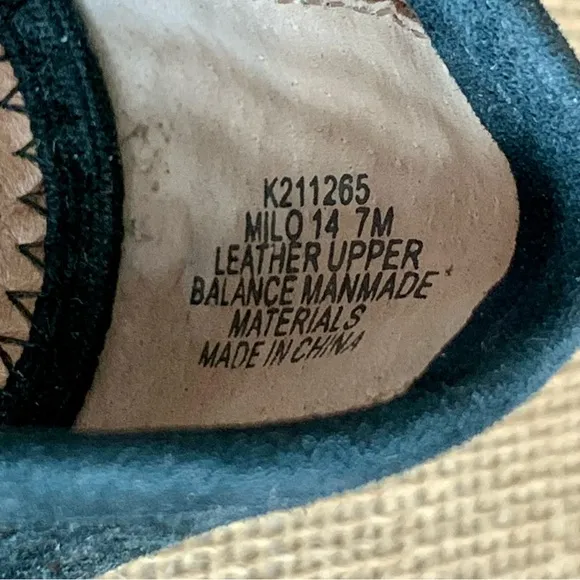 K211265
MILO 14 7M
LEATHER UPPER
BALANCE MANMADE
MATERIALS
MADE IN CHINA